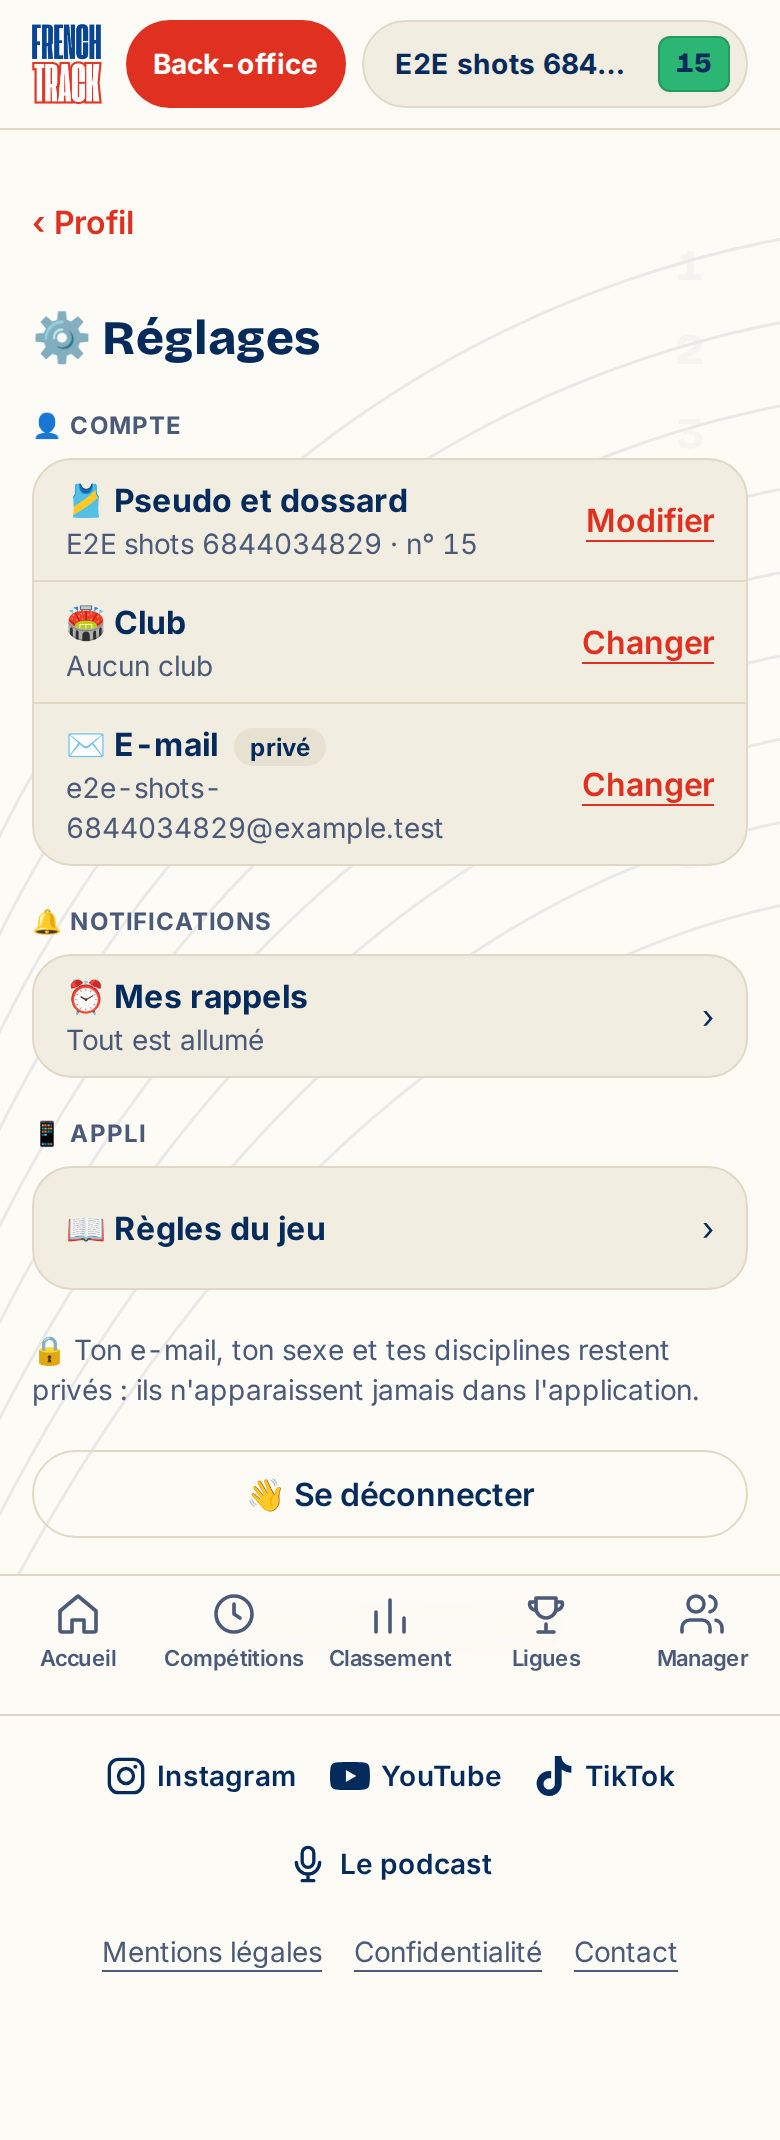 FRENCH TRACK
Back-office
E2E shots 684...
15
‹ Profil
1
2
3
⚙️ Réglages
👤 COMPTE
🎽 Pseudo et dossard
E2E shots 6844034829 · n° 15
Modifier
🏟️ Club
Aucun club
Changer
✉️ E-mail privé
e2e-shots-
6844034829@example.test
Changer
🔔 NOTIFICATIONS
⏰ Mes rappels
Tout est allumé
›
📱 APPLI
📖 Règles du jeu
›
🔒 Ton e-mail, ton sexe et tes disciplines restent
privés : ils n'apparaissent jamais dans l'application.
👋 Se déconnecter
Accueil
Compétitions
Classement
Ligues
Manager
Instagram
YouTube
TikTok
Le podcast
Mentions légales
Confidentialité
Contact